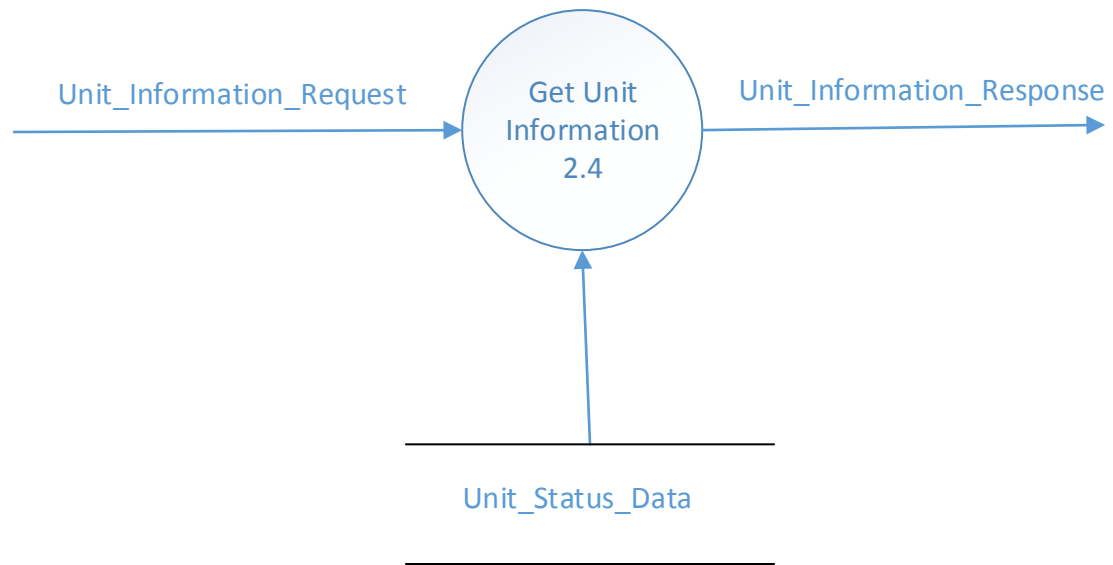 Unit_Information_Request
Get Unit
Information
2.4
Unit_Information_Response
Unit_Status_Data